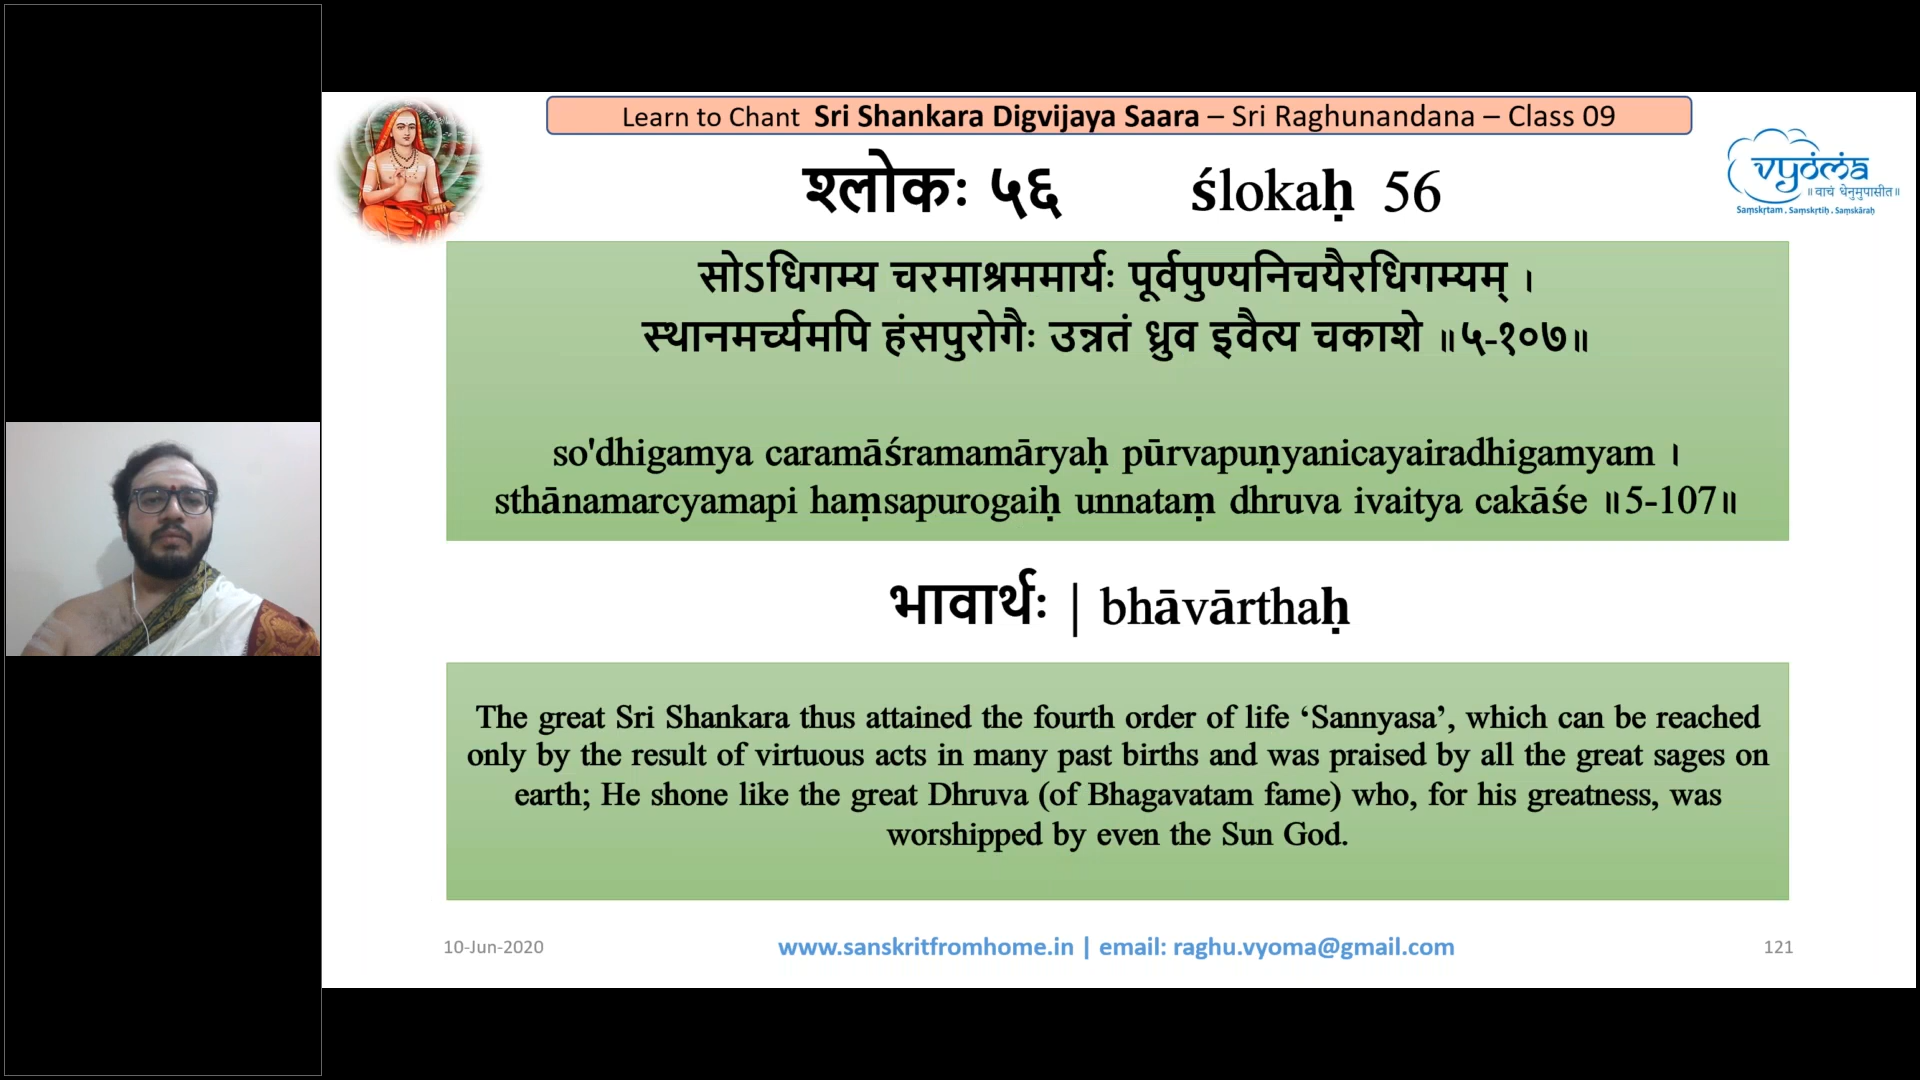 Learn to Chant Sri Shankara Digvijaya Saara – Sri Raghunandana – Class 09
vyoma
॥ वाचं धेनुमुपासीत॥
Saṃskṛtam . Saṃskṛtiḥ . Saṃskāraḥ
श्लोकः ५६ ślokaḥ 56
सोऽधिगम्य चरमाश्रममार्यः पूर्वपुण्यनिचयैरधिगम्यम् ।
स्थानमर्च्यमपि हंसपुरोगैः उन्नतं ध्रुव इवैत्य चकाशे ॥५-१०७॥
so'dhigamya caramāśramamāryaḥ pūrvapuṇyanicayairadhigamyam ।
sthānamarcyamapi haṃsapurogaiḥ unnataṃ dhruva ivaitya cakāśe ॥5-107॥
भावार्थः | bhāvārthaḥ
The great Sri Shankara thus attained the fourth order of life ‘Sannyasa’, which can be reached
only by the result of virtuous acts in many past births and was praised by all the great sages on
earth; He shone like the great Dhruva (of Bhagavatam fame) who, for his greatness, was
worshipped by even the Sun God.
10-Jun-2020 www.sanskritfromhome.in | email: raghu.vyoma@gmail.com 121